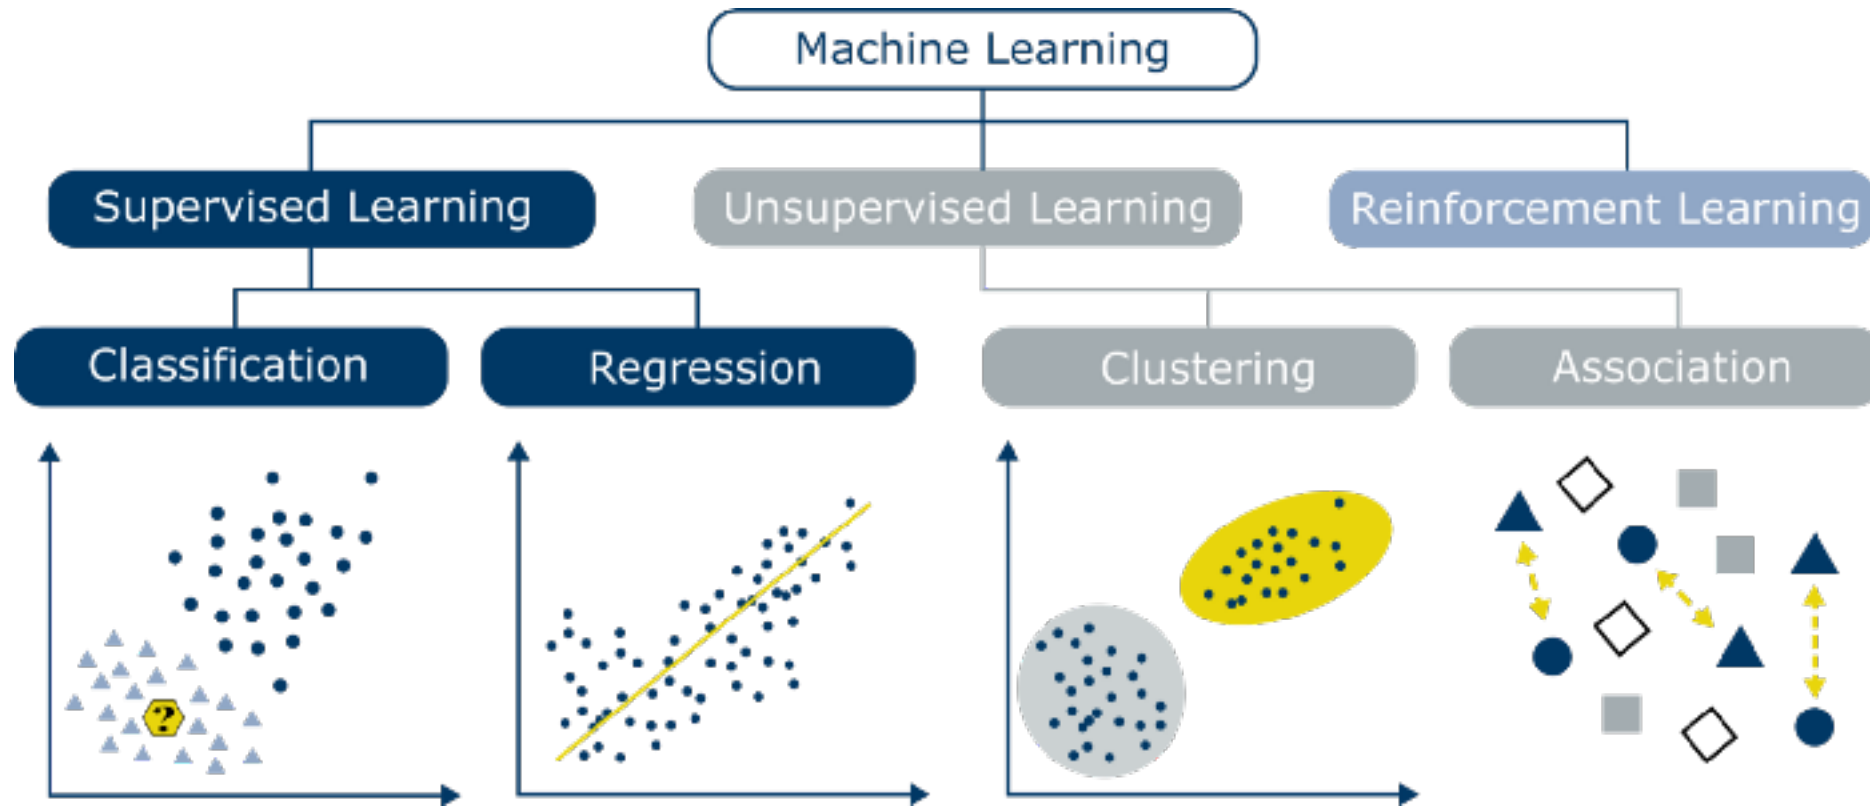 Machine Learning
Supervised Learning
Unsupervised Learning
Reinforcement Learning
Classification
Regression
Clustering
Association
?